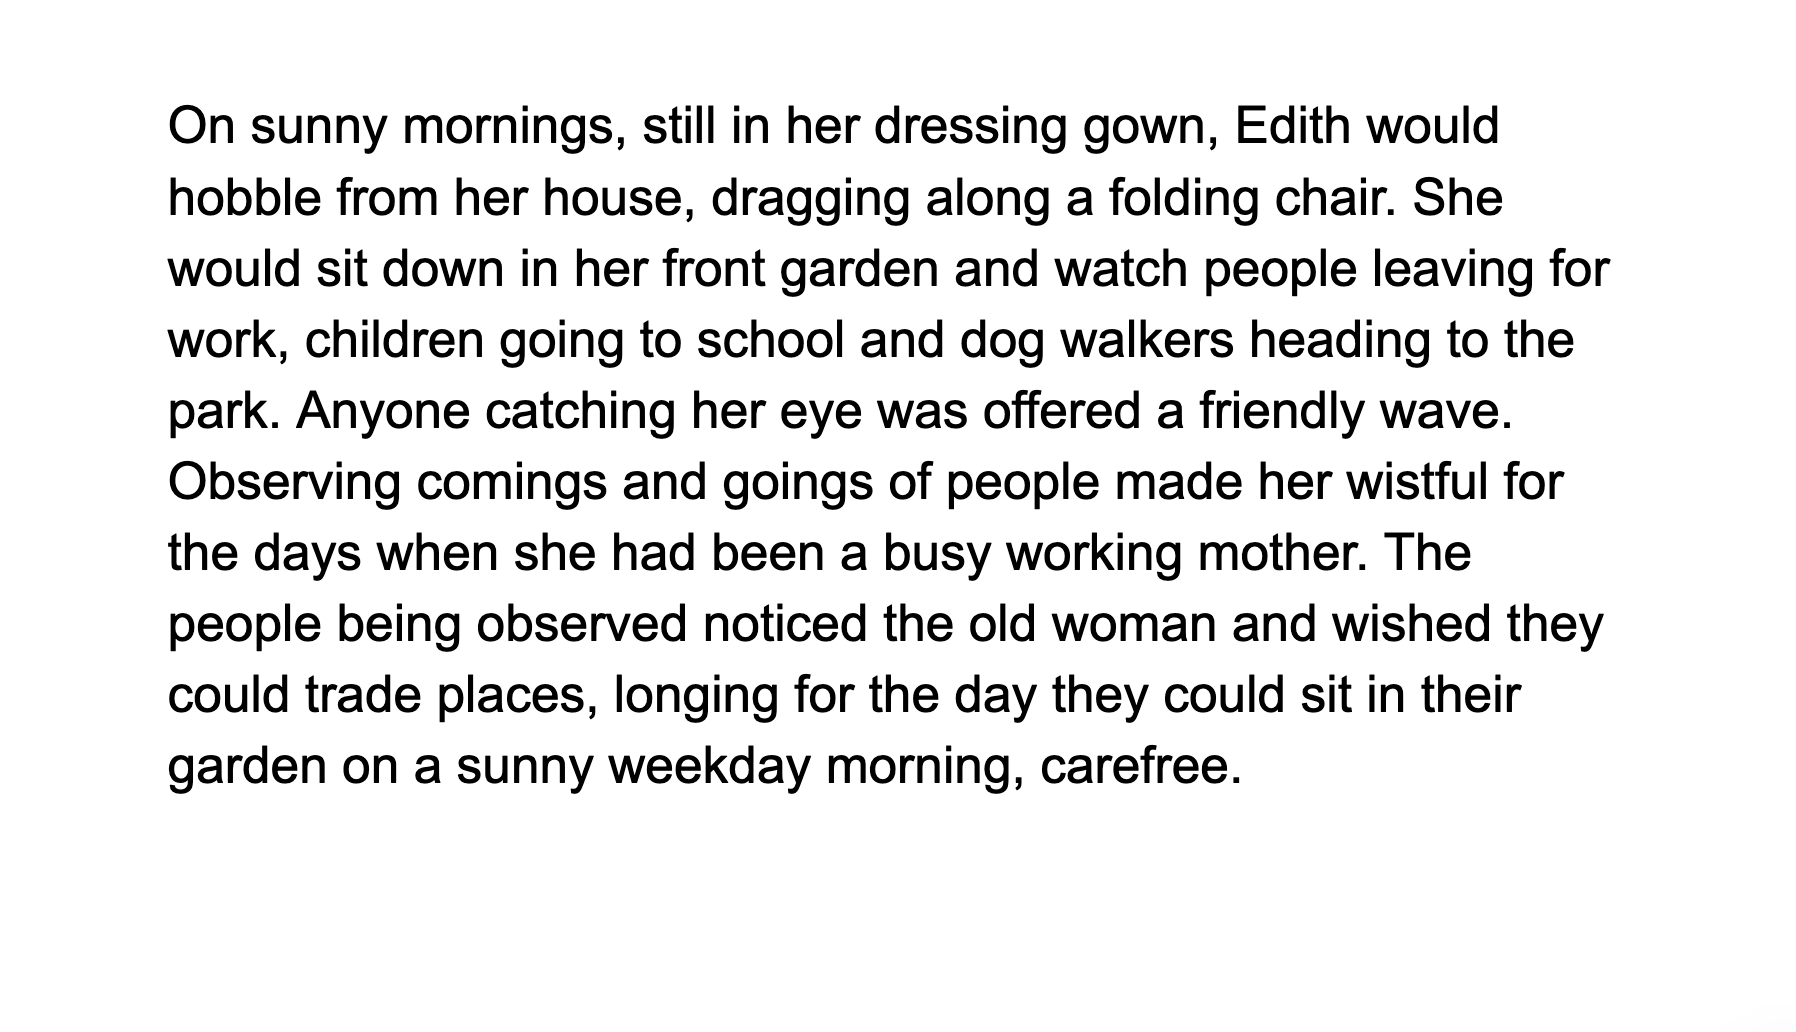 On sunny mornings, still in her dressing gown, Edith would
hobble from her house, dragging along a folding chair. She
would sit down in her front garden and watch people leaving for
work, children going to school and dog walkers heading to the
park. Anyone catching her eye was offered a friendly wave.
Observing comings and goings of people made her wistful for
the days when she had been a busy working mother. The
people being observed noticed the old woman and wished they
could trade places, longing for the day they could sit in their
garden on a sunny weekday morning, carefree.